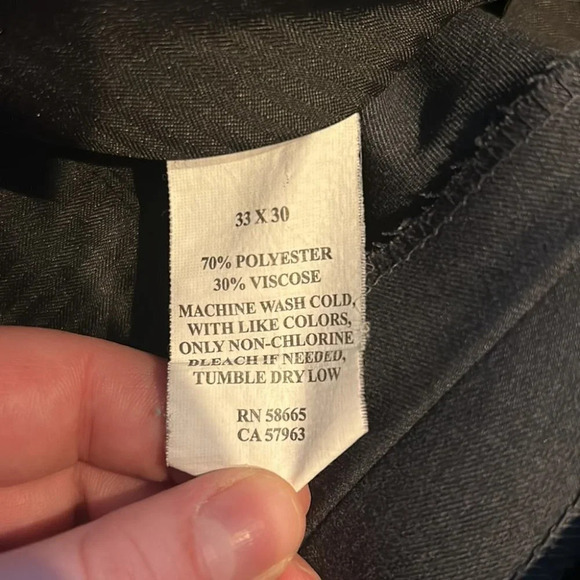 33 X 30
70% POLYESTER
30% VISCOSE
MACHINE WASH COLD,
WITH LIKE COLORS,
ONLY NON-CHLORINE
BLEACH IF NEEDED,
TUMBLE DRY LOW
RN 58665
CA 57963